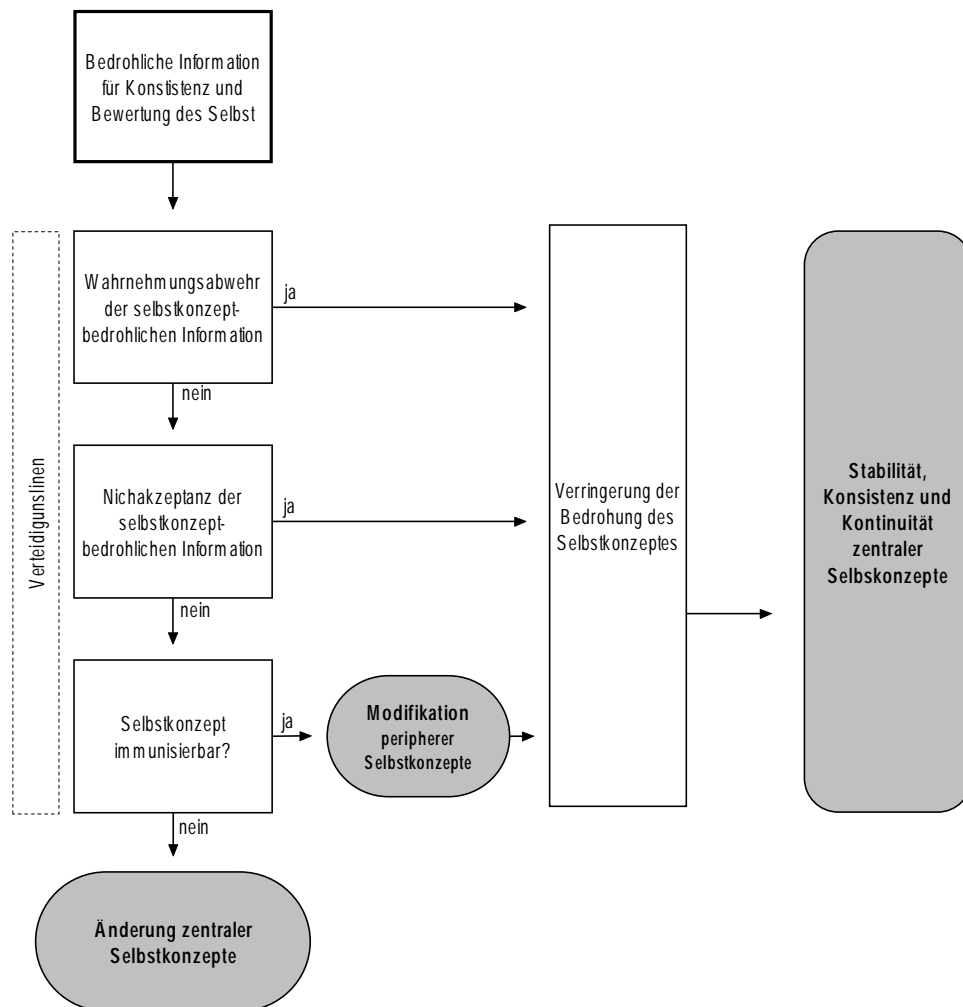 Bedrohliche Information
für Konstistenz und
Bewertung des Selbst
Verteidigunslinen
Wahrnehmungsabwehr
der selbstkonzept-
bedrohlichen Information
ja
nein
Nichakzeptanz der
selbstkonzept-
bedrohlichen Information
ja
nein
Selbstkonzept
immunisierbar?
ja
nein
Modifikation
peripherer
Selbstkonzepte
Verringerung der
Bedrohung des
Selbstkonzeptes
Stabilität,
Konsistenz und
Kontinuität
zentraler
Selbskonzepte
Änderung zentraler
Selbstkonzepte